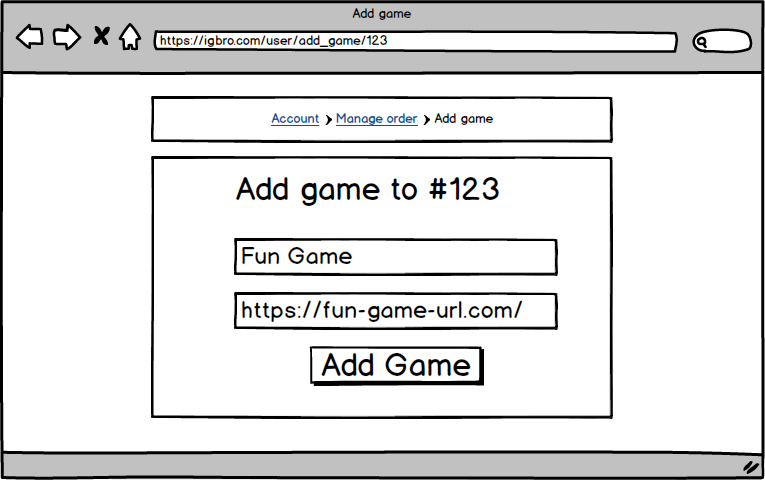 Add game
https://igbro.com/user/add_game/123
Account Manage order Add game
Add game to #123
Fun Game
https://fun-game-url.com/
Add Game